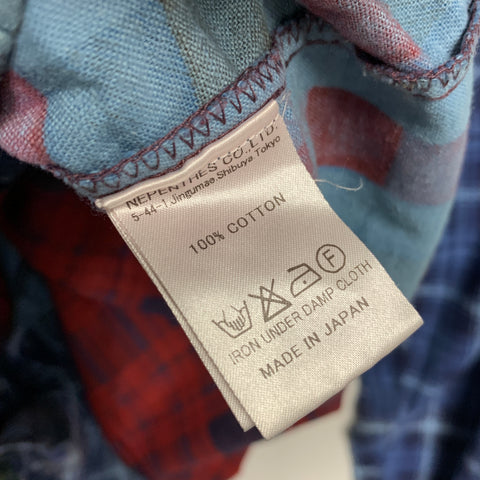 NEPENTHES CO.LTD.
5-44-1 Jingumae.Shibuya Tokyo
100% COTTON
F
IRON UNDER DAMP CLOTH
MADE IN JAPAN